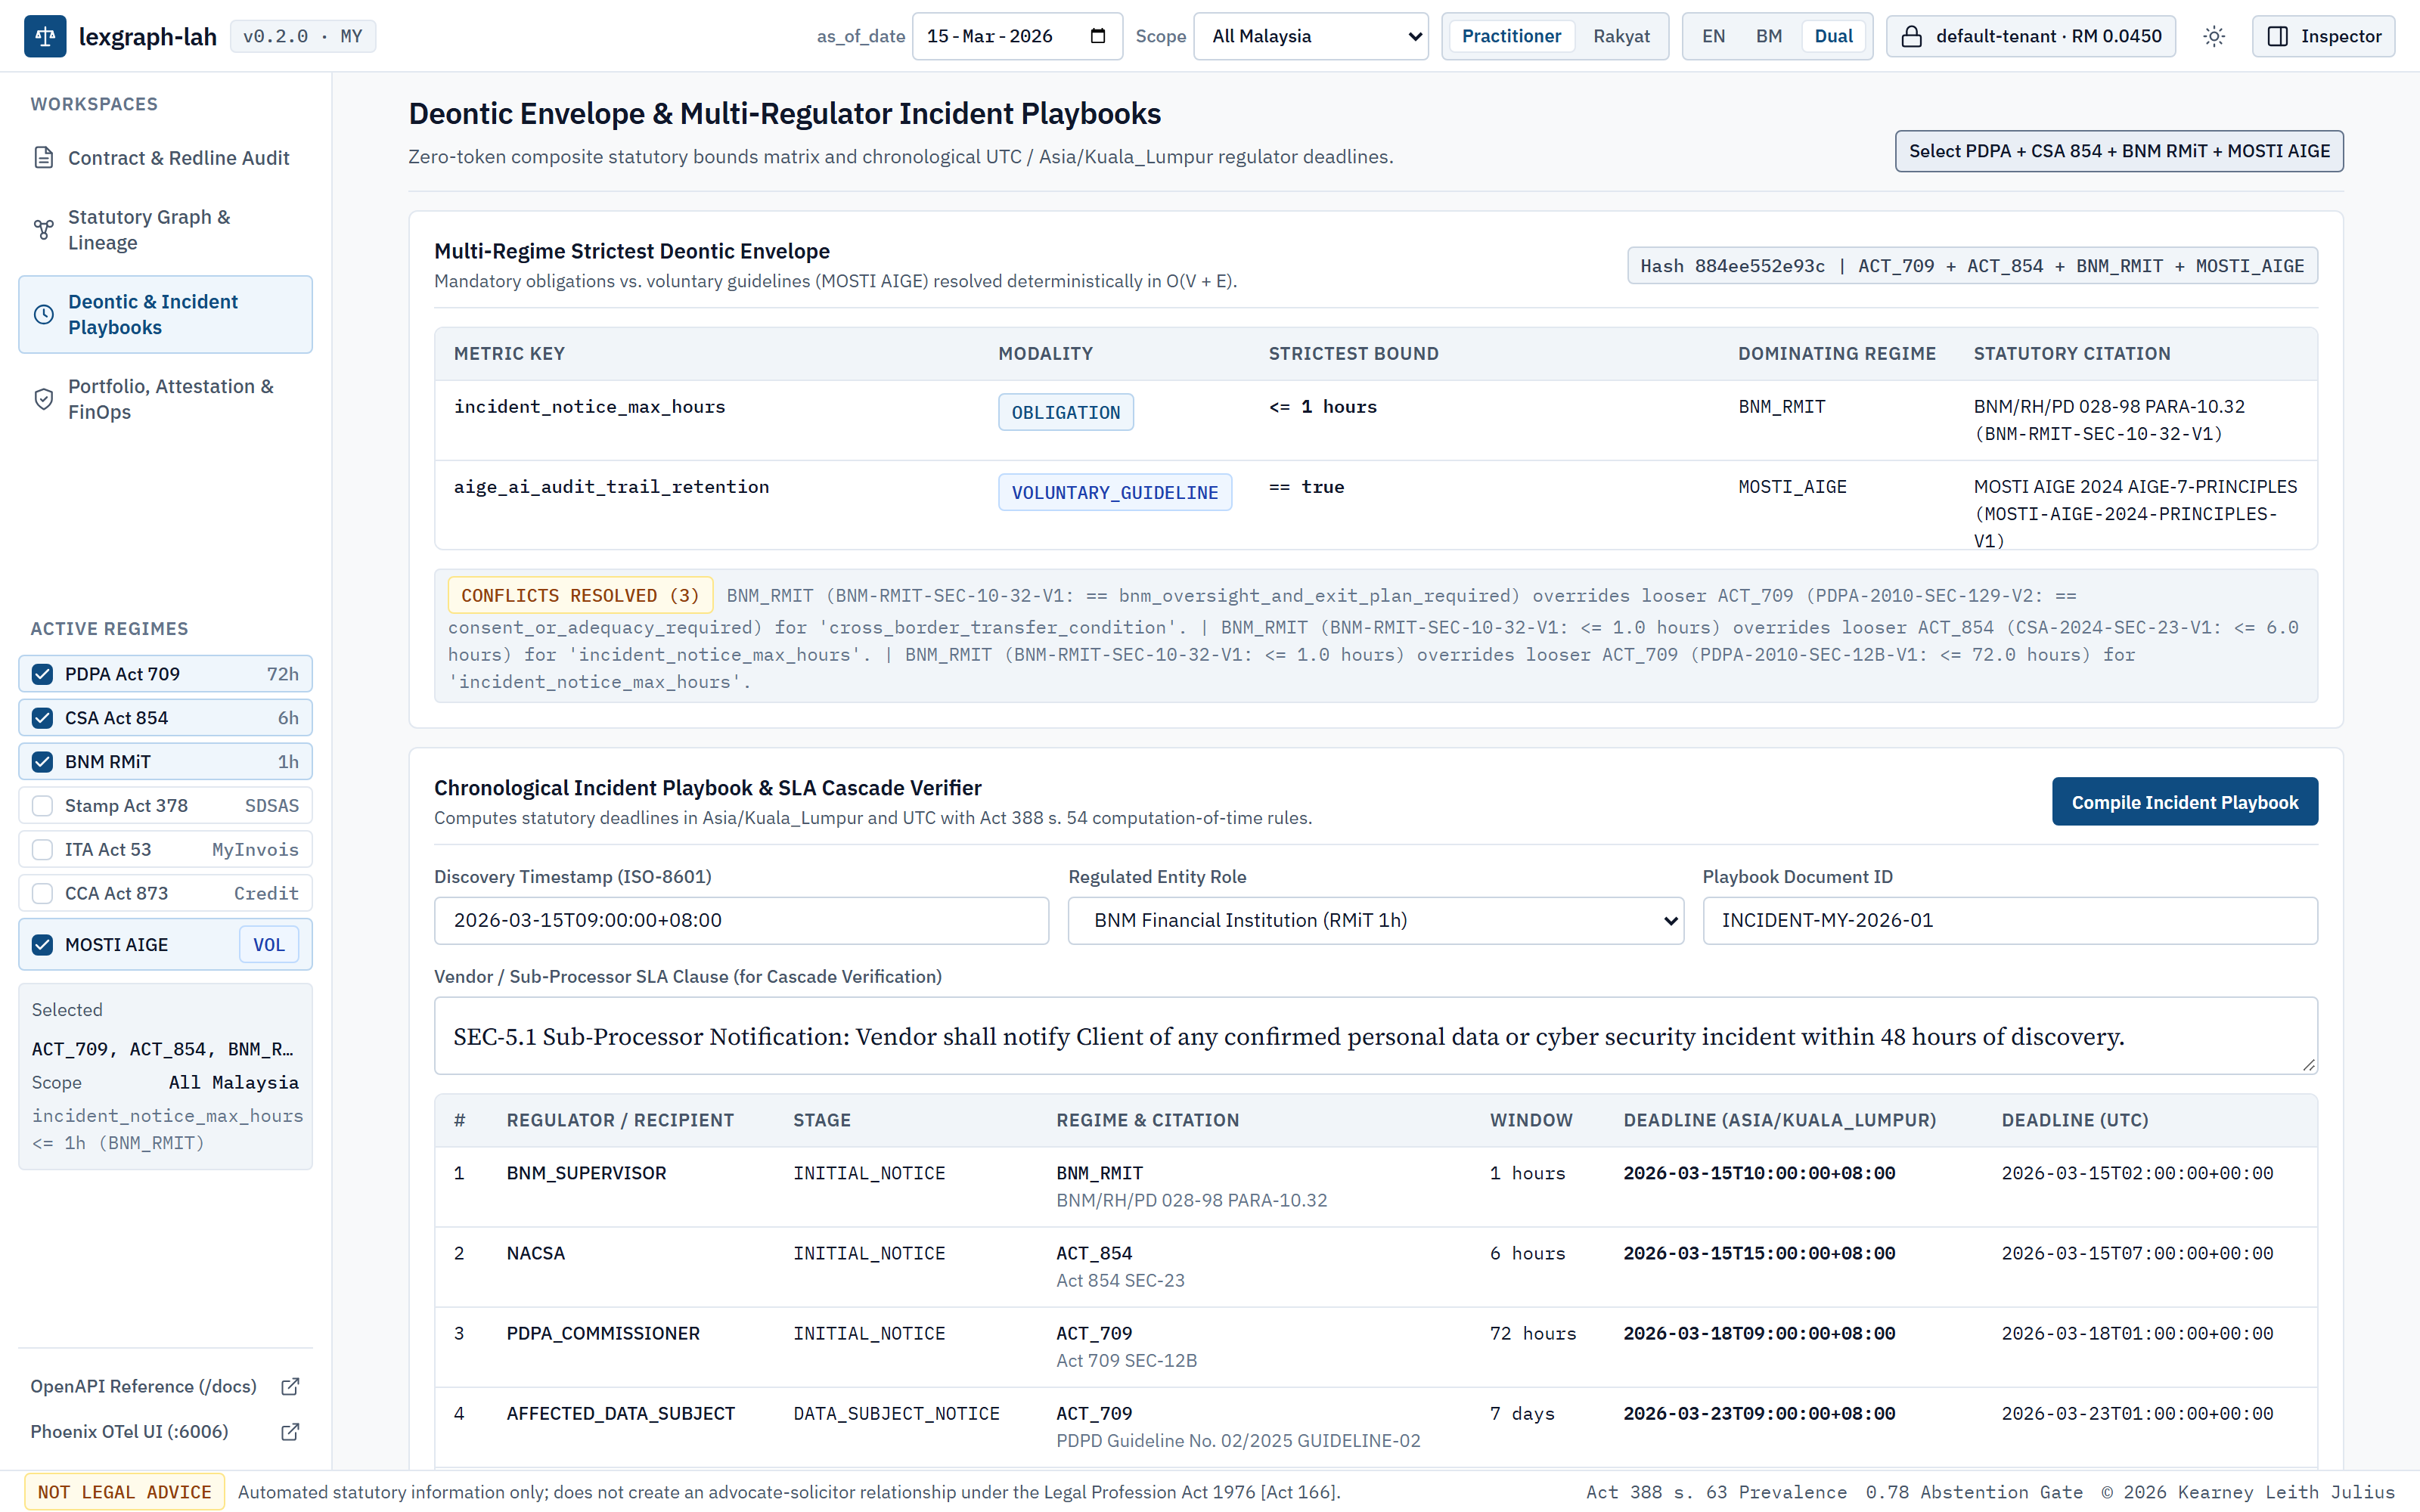 lexgraph-lah v0.2.0 · MY as_of_date 15-Mar-2026 Scope All Malaysia Practitioner Rakyat EN BM Dual default-tenant · RM 0.0450 Inspector
WORKSPACES
Contract & Redline Audit
Statutory Graph &
Lineage
Deontic & Incident
Playbooks
Portfolio, Attestation &
FinOps
ACTIVE REGIMES
PDPA Act 709 72h
CSA Act 854 6h
BNM RMiT 1h
Stamp Act 378 SDSAS
ITA Act 53 MyInvois
CCA Act 873 Credit
MOSTI AIGE VOL
Selected
ACT_709, ACT_854, BNM_R…
Scope All Malaysia
incident_notice_max_hours
<= 1h (BNM_RMIT)
OpenAPI Reference (/docs)
Phoenix OTel UI (:6006)
Deontic Envelope & Multi-Regulator Incident Playbooks
Zero-token composite statutory bounds matrix and chronological UTC / Asia/Kuala_Lumpur regulator deadlines.
Select PDPA + CSA 854 + BNM RMiT + MOSTI AIGE
Multi-Regime Strictest Deontic Envelope
Mandatory obligations vs. voluntary guidelines (MOSTI AIGE) resolved deterministically in O(V + E).
Hash 884ee552e93c | ACT_709 + ACT_854 + BNM_RMIT + MOSTI_AIGE
METRIC KEY MODALITY STRICTEST BOUND DOMINATING REGIME STATUTORY CITATION
incident_notice_max_hours OBLIGATION <= 1 hours BNM_RMIT BNM/RH/PD 028-98 PARA-10.32
(BNM-RMIT-SEC-10-32-V1)
aige_ai_audit_trail_retention VOLUNTARY_GUIDELINE == true MOSTI_AIGE MOSTI AIGE 2024 AIGE-7-PRINCIPLES
(MOSTI-AIGE-2024-PRINCIPLES-
V1)
CONFLICTS RESOLVED (3) BNM_RMIT (BNM-RMIT-SEC-10-32-V1: == bnm_oversight_and_exit_plan_required) overrides looser ACT_709 (PDPA-2010-SEC-129-V2: ==
consent_or_adequacy_required) for 'cross_border_transfer_condition'. | BNM_RMIT (BNM-RMIT-SEC-10-32-V1: <= 1.0 hours) overrides looser ACT_854 (CSA-2024-SEC-23-V1: <= 6.0
hours) for 'incident_notice_max_hours'. | BNM_RMIT (BNM-RMIT-SEC-10-32-V1: <= 1.0 hours) overrides looser ACT_709 (PDPA-2010-SEC-12B-V1: <= 72.0 hours) for
'incident_notice_max_hours'.
Chronological Incident Playbook & SLA Cascade Verifier
Computes statutory deadlines in Asia/Kuala_Lumpur and UTC with Act 388 s. 54 computation-of-time rules.
Compile Incident Playbook
Discovery Timestamp (ISO-8601) Regulated Entity Role Playbook Document ID
2026-03-15T09:00:00+08:00 BNM Financial Institution (RMiT 1h) INCIDENT-MY-2026-01
Vendor / Sub-Processor SLA Clause (for Cascade Verification)
SEC-5.1 Sub-Processor Notification: Vendor shall notify Client of any confirmed personal data or cyber security incident within 48 hours of discovery.
# REGULATOR / RECIPIENT STAGE REGIME & CITATION WINDOW DEADLINE (ASIA/KUALA_LUMPUR) DEADLINE (UTC)
1 BNM_SUPERVISOR INITIAL_NOTICE BNM_RMIT 1 hours 2026-03-15T10:00:00+08:00 2026-03-15T02:00:00+00:00
BNM/RH/PD 028-98 PARA-10.32
2 NACSA INITIAL_NOTICE ACT_854 6 hours 2026-03-15T15:00:00+08:00 2026-03-15T07:00:00+00:00
Act 854 SEC-23
3 PDPA_COMMISSIONER INITIAL_NOTICE ACT_709 72 hours 2026-03-18T09:00:00+08:00 2026-03-18T01:00:00+00:00
Act 709 SEC-12B
4 AFFECTED_DATA_SUBJECT DATA_SUBJECT_NOTICE ACT_709 7 days 2026-03-23T09:00:00+08:00 2026-03-23T01:00:00+00:00
PDPD Guideline No. 02/2025 GUIDELINE-02
NOT LEGAL ADVICE Automated statutory information only; does not create an advocate-solicitor relationship under the Legal Profession Act 1976 [Act 166]. Act 388 s. 63 Prevalence 0.78 Abstention Gate © 2026 Kearney Leith Julius